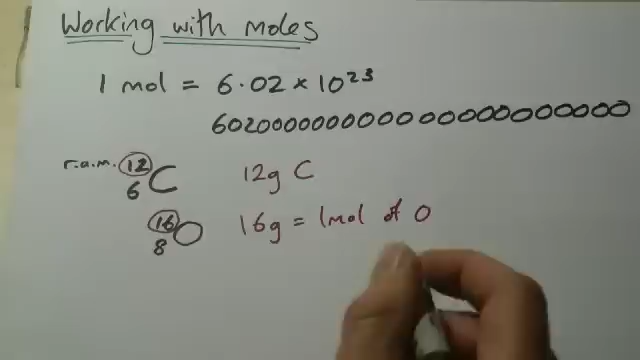 Working with moles
1 mol = 6.02 × 10²³
602000000000000000000000
r.a.m. 12 6 C 12g C
16 8 O 16g = 1mol of O